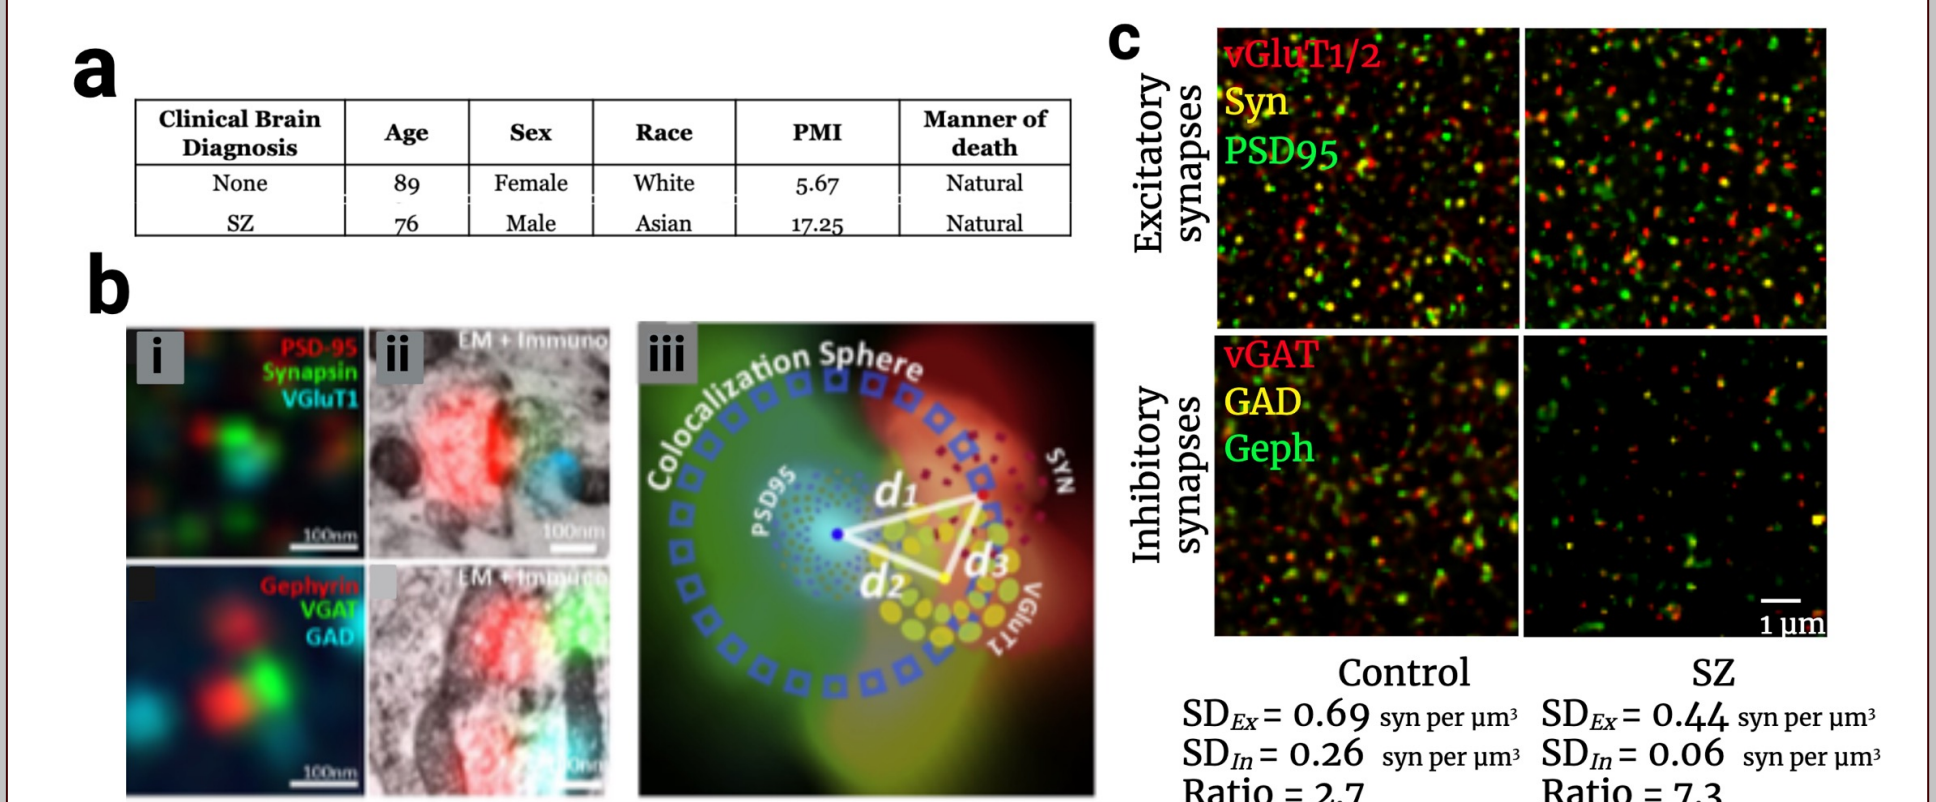 a
Clinical Brain Diagnosis Age Sex Race PMI Manner of death
None 89 Female White 5.67 Natural
SZ 76 Male Asian 17.25 Natural
b
i
PSD-95
Synapsin
VGluT1
100nm
ii
EM + Immuno
100nm
Gephyrin
VGAT
GAD
100nm
EM + Immuno
iii
Colocalization Sphere
PSD95
SYN
d1
d2
d3
VGluT1
c
Excitatory
synapses
vGluT1/2
Syn
PSD95
Inhibitory
synapses
vGAT
GAD
Geph
1 µm
Control SZ
SDEx = 0.69 syn per µm³ SDEx = 0.44 syn per µm³
SDIn = 0.26 syn per µm³ SDIn = 0.06 syn per µm³
Ratio = 2.7 Ratio = 7.3